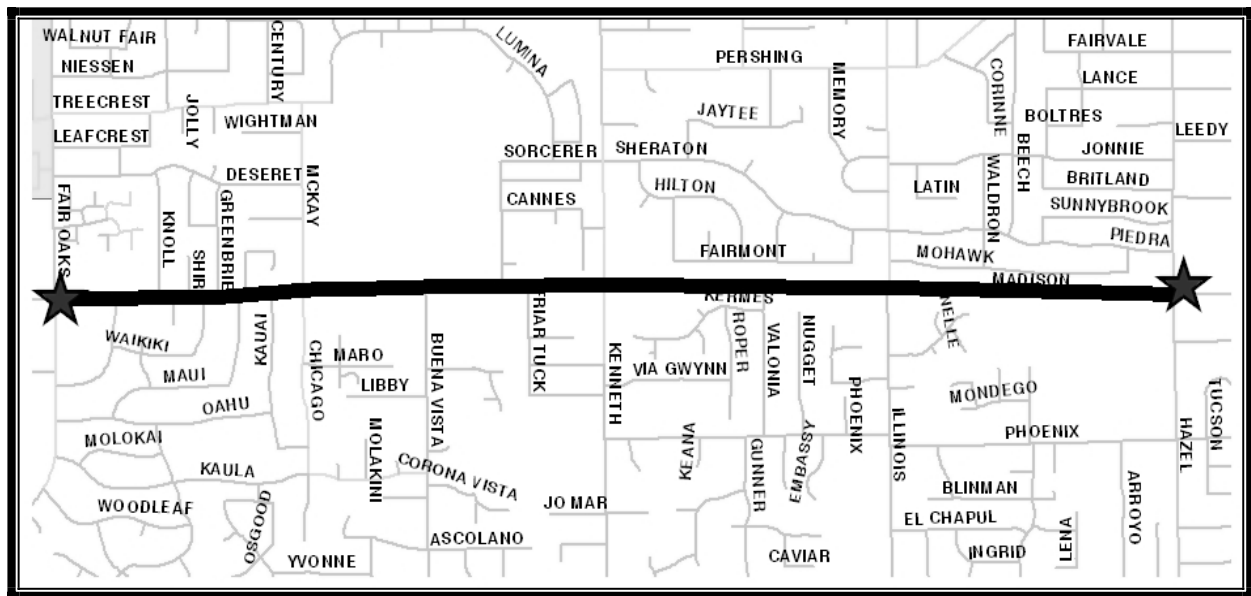 WALNUT FAIR
NIESSEN
CENTURY
LUMINA
PERSHING
MEMORY
CORINNE
FAIRVALE
LANCE
TREECREST
JOLLY
WIGHTMAN
JAYTEE
BOLTRES
LEEDY
LEAFCREST
SORCERER
SHERATON
BEECH
JONNIE
DESERET
MCKAY
HILTON
LATIN
WALDRON
BRITLAND
FAIR OAKS
KNOLL
GREENBRIE
CANNES
SUNNYBROOK
SHIR
FAIRMONT
MOHAWK
PIEDRA
MADISON
KERMES
WAIKIKI
KAUAI
CHICAGO
MARO
BUENA VISTA
FRIAR TUCK
KENNETH
ROPER
VALONIA
NUGGET
NELLE
MAUI
LIBBY
VIA GWYNN
PHOENIX
MONDEGO
TUCSON
OAHU
MOLOKAI
MOLAKINI
KEANA
GUNNER
EMBASSY
ILLINOIS
PHOENIX
HAZEL
KAULA
CORONA VISTA
BLINMAN
ARROYO
WOODLEAF
OSGOOD
JO MAR
EL CHAPUL
LENA
YVONNE
ASCOLANO
CAVIAR
INGRID